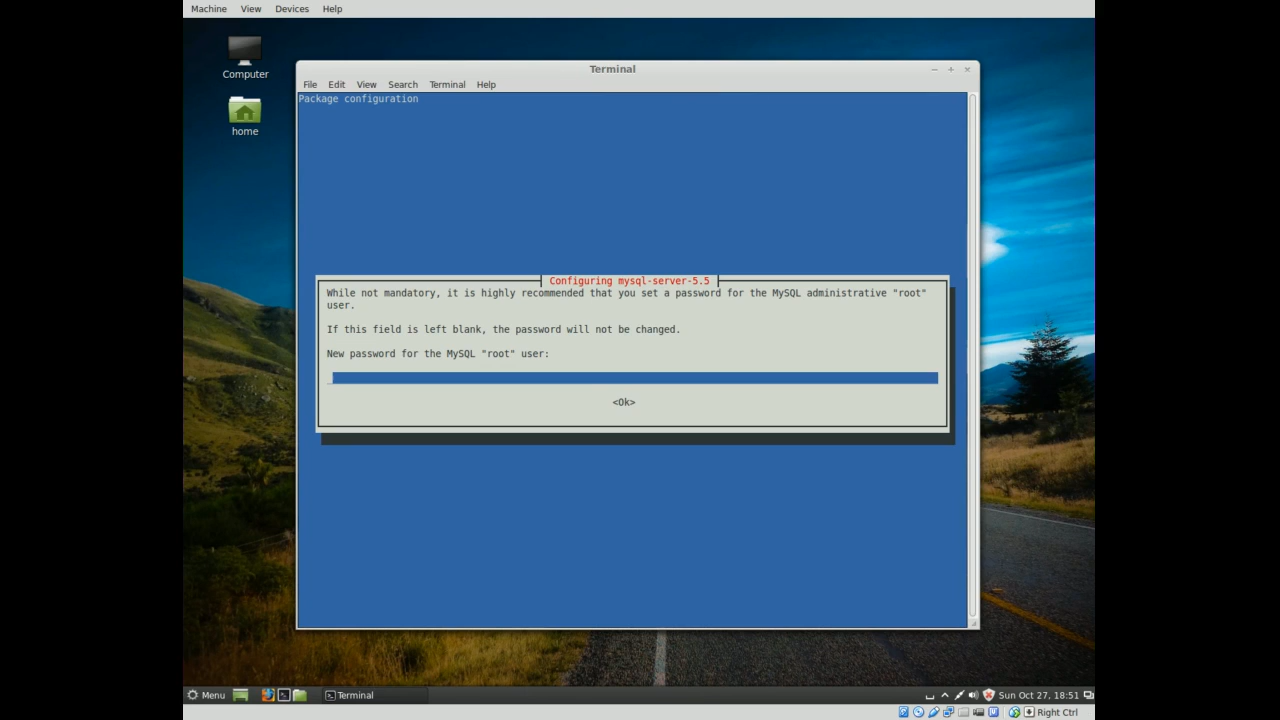 Machine View Devices Help
Computer
home
Terminal
File Edit View Search Terminal Help
Package configuration
Configuring mysql-server-5.5
While not mandatory, it is highly recommended that you set a password for the MySQL administrative "root"
user.
If this field is left blank, the password will not be changed.
New password for the MySQL "root" user:
<Ok>
Menu Terminal Sun Oct 27, 18:51
Right Ctrl